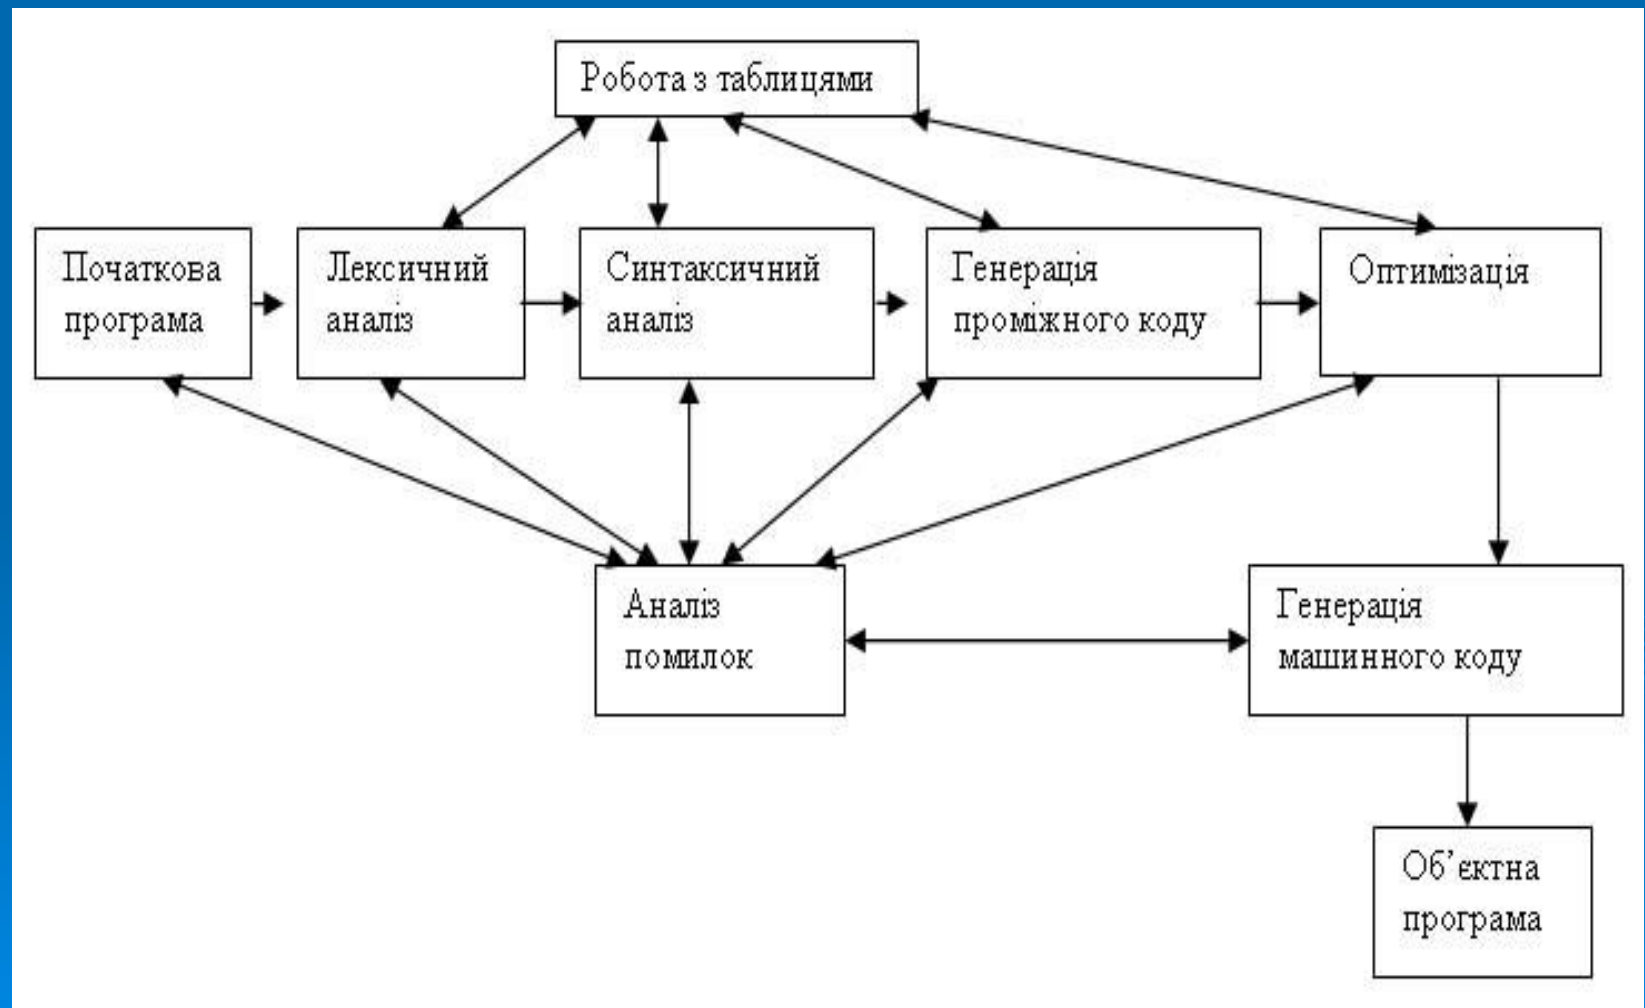 Робота з таблицями
Початкова
програма
Лексичний
аналіз
Синтаксичний
аналіз
Генерація
проміжного коду
Оптимізація
Аналіз
помилок
Генерація
машинного коду
Об’єктна
програма